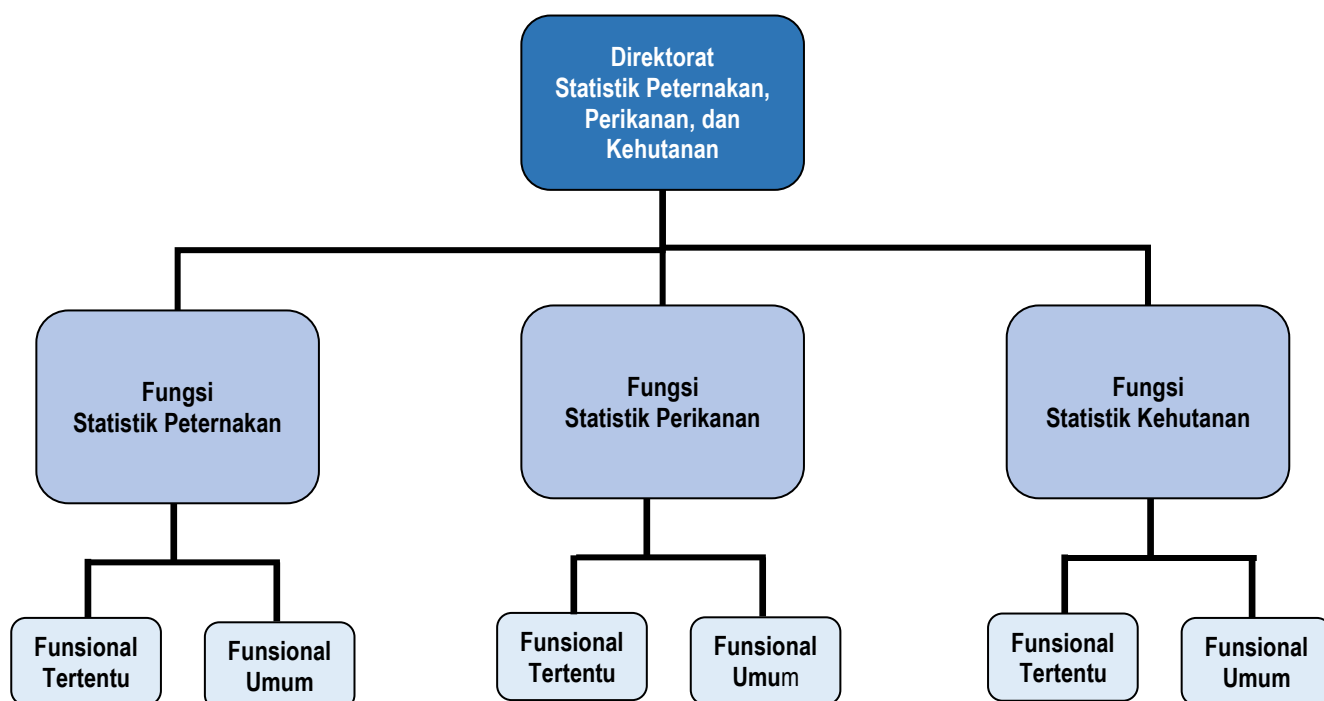 Direktorat
Statistik Peternakan,
Perikanan, dan
Kehutanan
Fungsi
Statistik Peternakan
Fungsi
Statistik Perikanan
Fungsi
Statistik Kehutanan
Funsional
Tertentu
Funsional
Umum
Funsional
Tertentu
Funsional
Umum
Funsional
Tertentu
Funsional
Umum